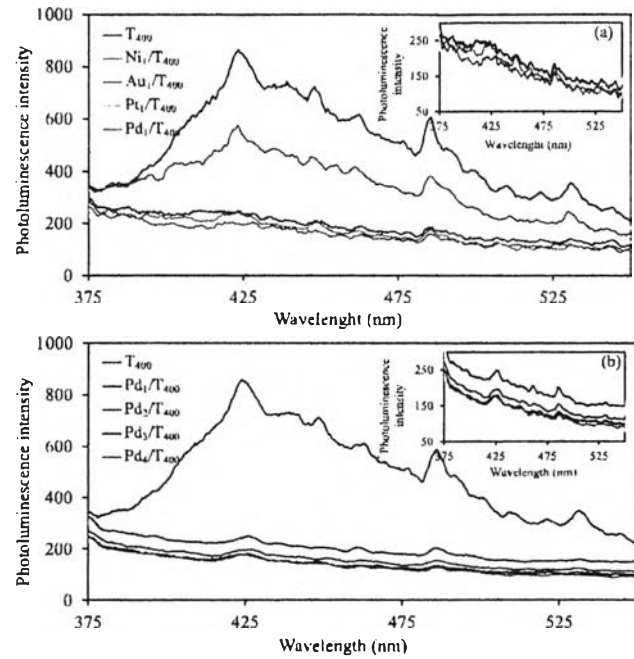 1000
800
600
400
200
0
Photoluminescence intensity
T400
Ni1/T400
Au1/T400
Pt1/T400
Pd1/T400
(a)
250
150
50
Photoluminescence
intensity
375 425 475 525
Wavelenght (nm)
375 425 475 525
Wavelenght (nm)
1000
800
600
400
200
0
Photoluminescence intensity
T400
Pd1/T400
Pd2/T400
Pd3/T400
Pd4/T400
(b)
250
150
50
Photoluminescence
intensity
375 425 475 525
Wavelength (nm)
375 425 475 525
Wavelength (nm)